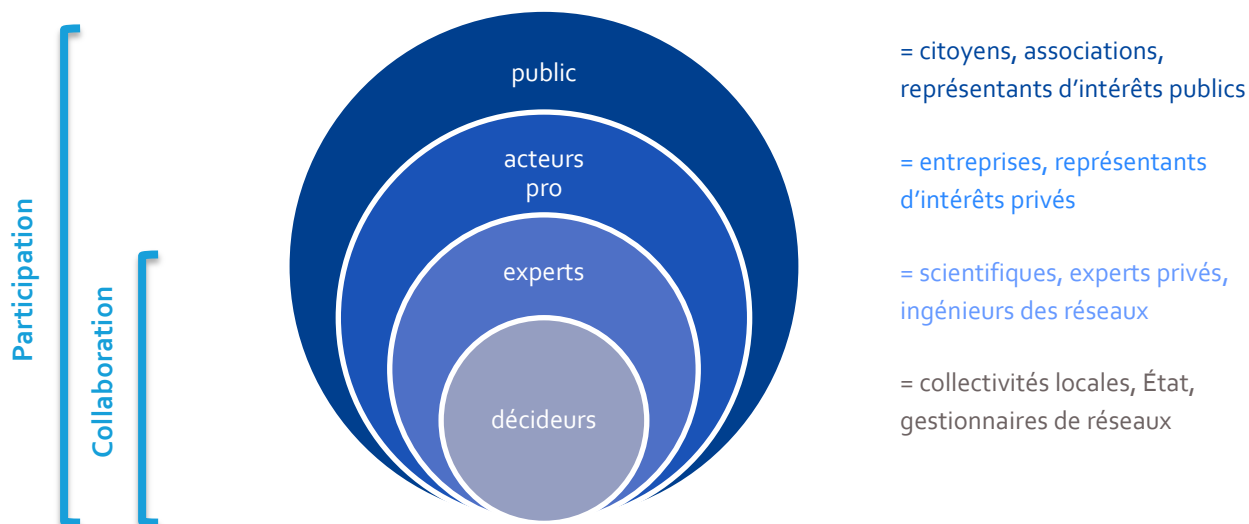 Participation
Collaboration
public
acteurs
pro
experts
décideurs
= citoyens, associations,
représentants d’intérêts publics
= entreprises, représentants
d’intérêts privés
= scientifiques, experts privés,
ingénieurs des réseaux
= collectivités locales, État,
gestionnaires de réseaux